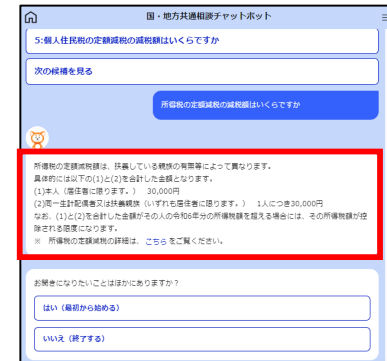 国・地方共通相談チャットボット
5:個人住民税の定額減税の減税額はいくらですか
次の候補を見る
所得税の定額減税の減税額はいくらですか
所得税の定額減税額は、扶養している親族の有無等によって異なります。
具体的には以下の(1)と(2)を合計した金額となります。
(1)本人（居住者に限ります。） 30,000円
(2)同一生計配偶者又は扶養親族（いずれも居住者に限ります。） 1人につき30,000円
なお、(1)と(2)を合計した金額がその人の令和6年分の所得税額を超える場合には、その所得税額が控
除される限度になります。
※ 所得税の定額減税の詳細は、こちらをご覧ください。
お聞きになりたいことはほかにありますか？
はい（最初から始める）
いいえ（終了する）